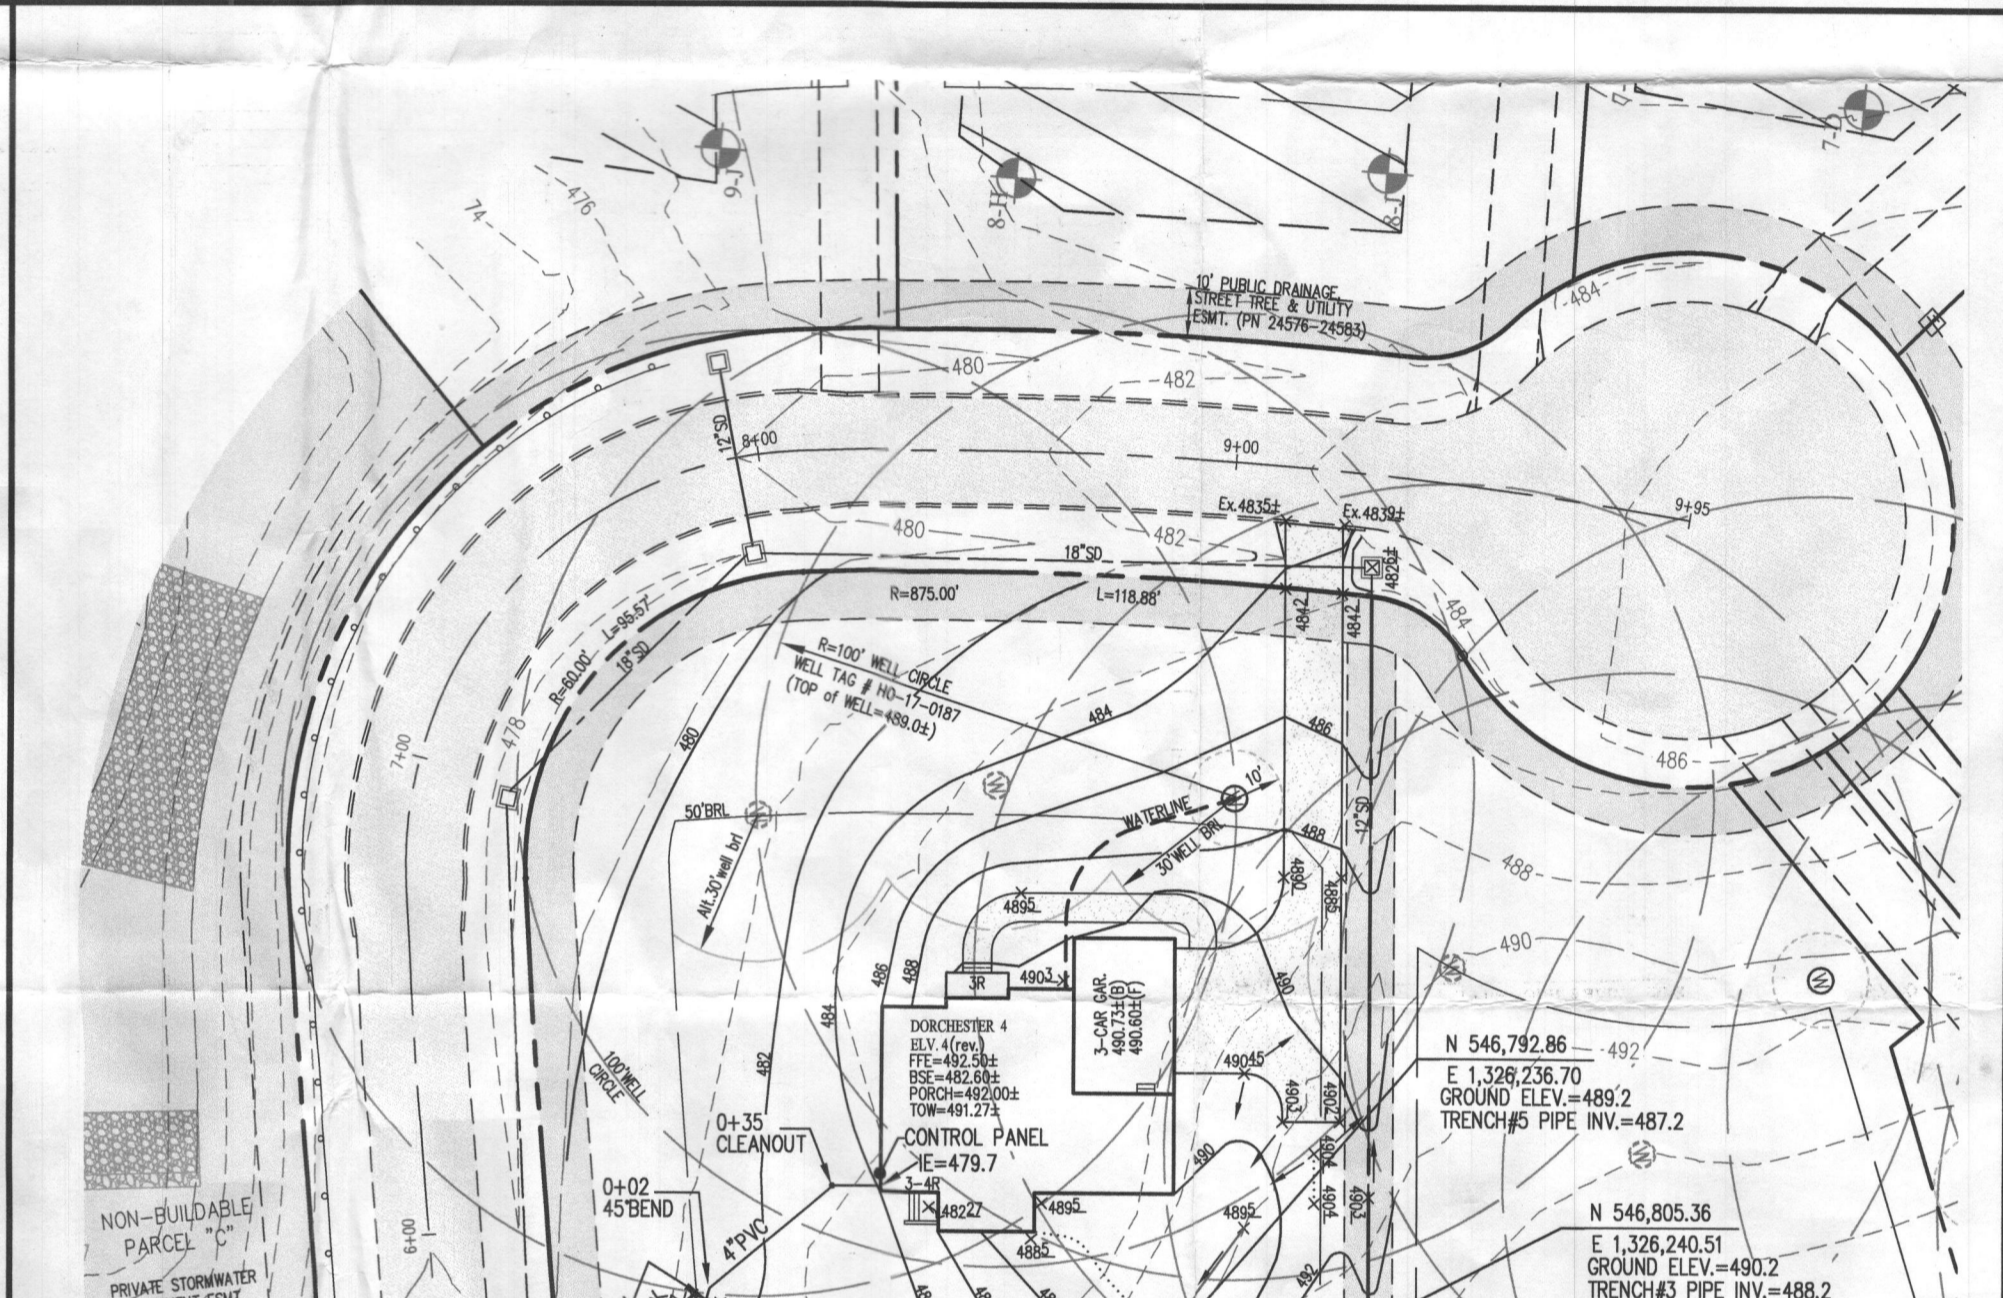 74
476
9-J
8-H
8-J
7-D
10' PUBLIC DRAINAGE,
STREET TREE & UTILITY
ESMT. (PN 24576-24583)
484
480
482
12"SD
8+00
9+00
9+95
Ex.4835±
Ex.4839±
480
482
18"SD
4826±
R=875.00'
L=118.88'
4842
4842
484
R=60.00'
L=95.57'
18"SD
R=100' WELL CIRCLE
WELL TAG # HO-17-0187
(TOP of WELL=489.0±)
478
7+00
480
484
486
486
50'BRL
W
W
W
10'
WATERLINE
30'WELL BRL
Alt.30'well brl
12"SD
488
488
4890
4885
4895
490
490
W
W
486
488
3R
4903
484
482
DORCHESTER 4
ELV. 4(rev.)
FFE=492.50±
BSE=482.60±
PORCH=492.00±
TOW=491.27±
3-CAR GAR.
490.73±(B)
490.60±(F)
N 546,792.86
E 1,326,236.70
GROUND ELEV.=489.2
TRENCH#5 PIPE INV.=487.2
492
49045
4903
4902
100'WELL
CIRCLE
0+35
CLEANOUT
CONTROL PANEL
IE=479.7
490
4904
4904
4903
W
0+02
45°BEND
3-4R
48227
4895
4895
4885
4"PVC
492
NON-BUILDABLE
PARCEL "C"
6+00
PRIVATE STORMWATER
N 546,805.36
E 1,326,240.51
GROUND ELEV.=490.2
TRENCH#3 PIPE INV.=488.2